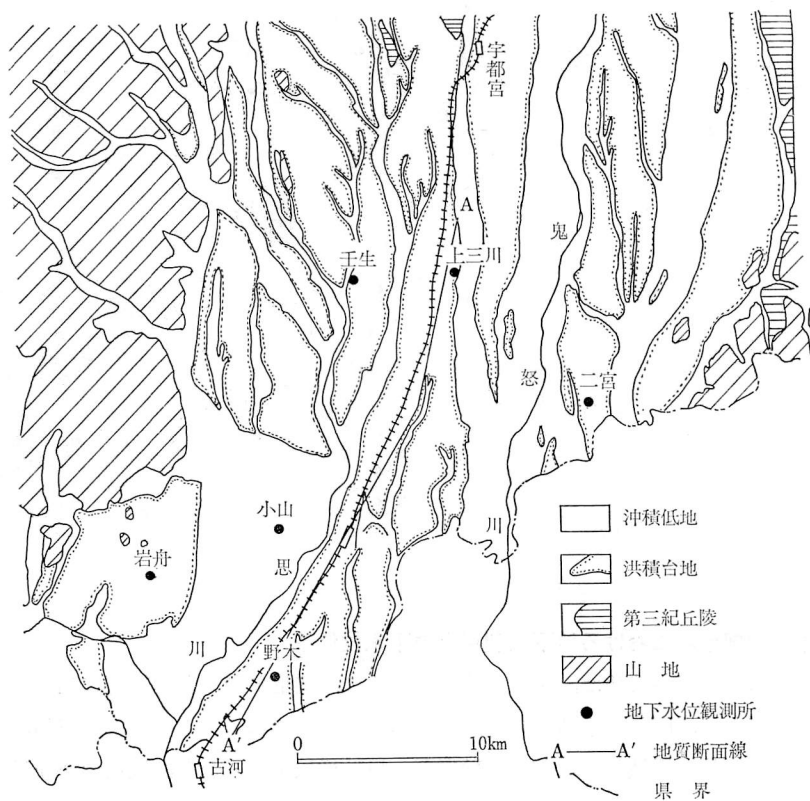 宇都宮
A
鬼
壬生
上三川
怒
二宮
小山
川
思
岩舟
川
野木
A′
古河
0 10km
沖積低地
洪積台地
第三紀丘陵
山 地
地下水位観測所
A A′ 地質断面線
県 界